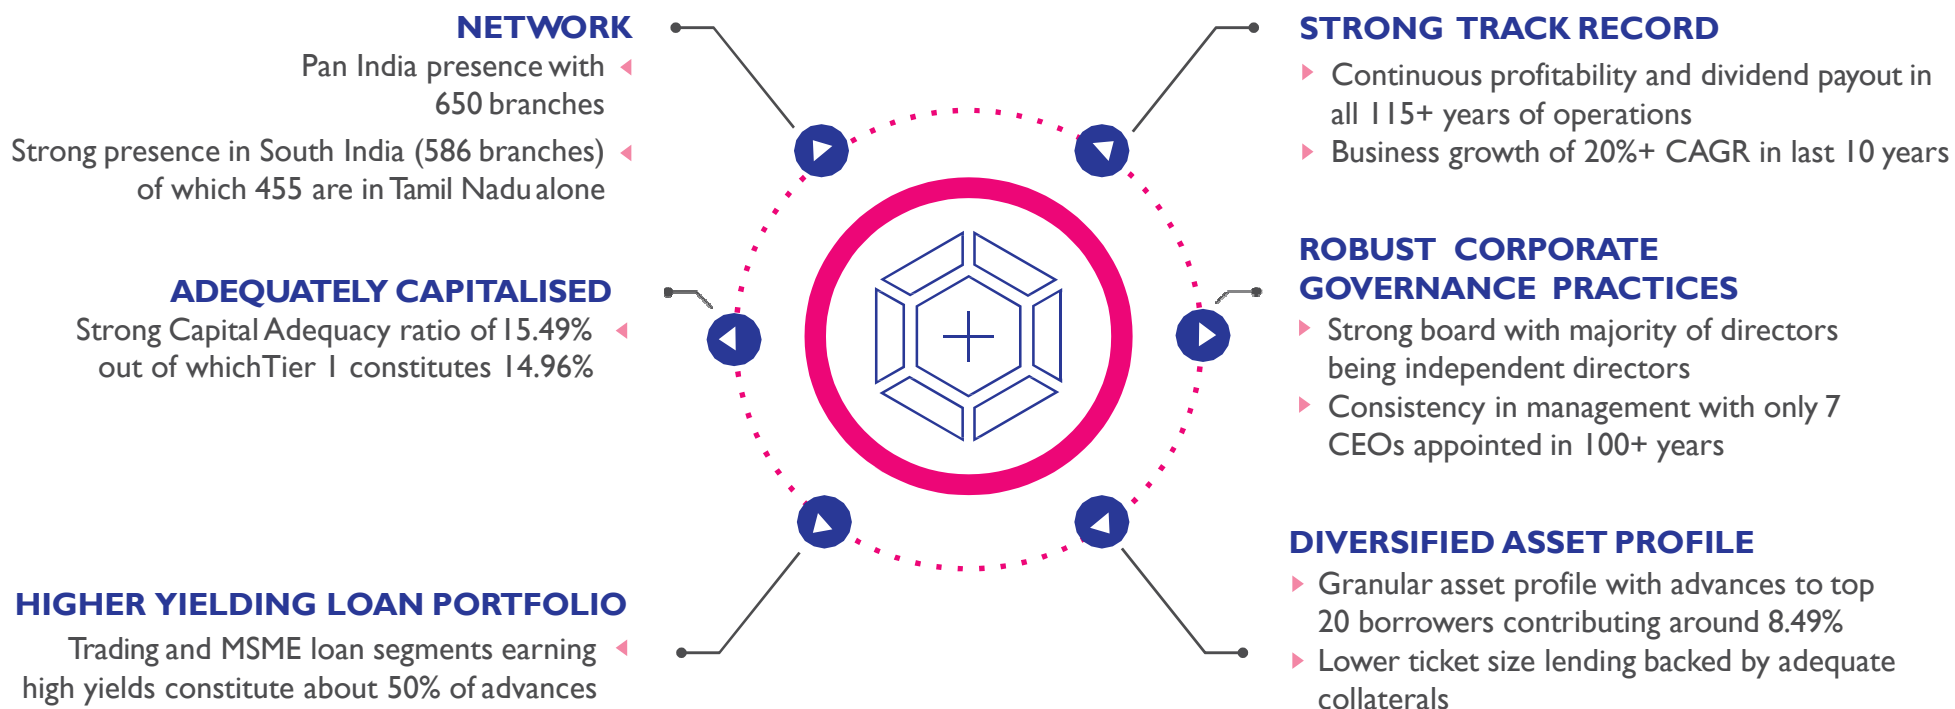 NETWORK
Pan India presence with
650 branches
Strong presence in South India (586 branches)
of which 455 are in Tamil Nadu alone
ADEQUATELY CAPITALISED
Strong Capital Adequacy ratio of 15.49%
out of which Tier 1 constitutes 14.96%
HIGHER YIELDING LOAN PORTFOLIO
Trading and MSME loan segments earning
high yields constitute about 50% of advances
STRONG TRACK RECORD
Continuous profitability and dividend payout in
all 115+ years of operations
Business growth of 20%+ CAGR in last 10 years
ROBUST CORPORATE
GOVERNANCE PRACTICES
Strong board with majority of directors
being independent directors
Consistency in management with only 7
CEOs appointed in 100+ years
DIVERSIFIED ASSET PROFILE
Granular asset profile with advances to top
20 borrowers contributing around 8.49%
Lower ticket size lending backed by adequate
collaterals